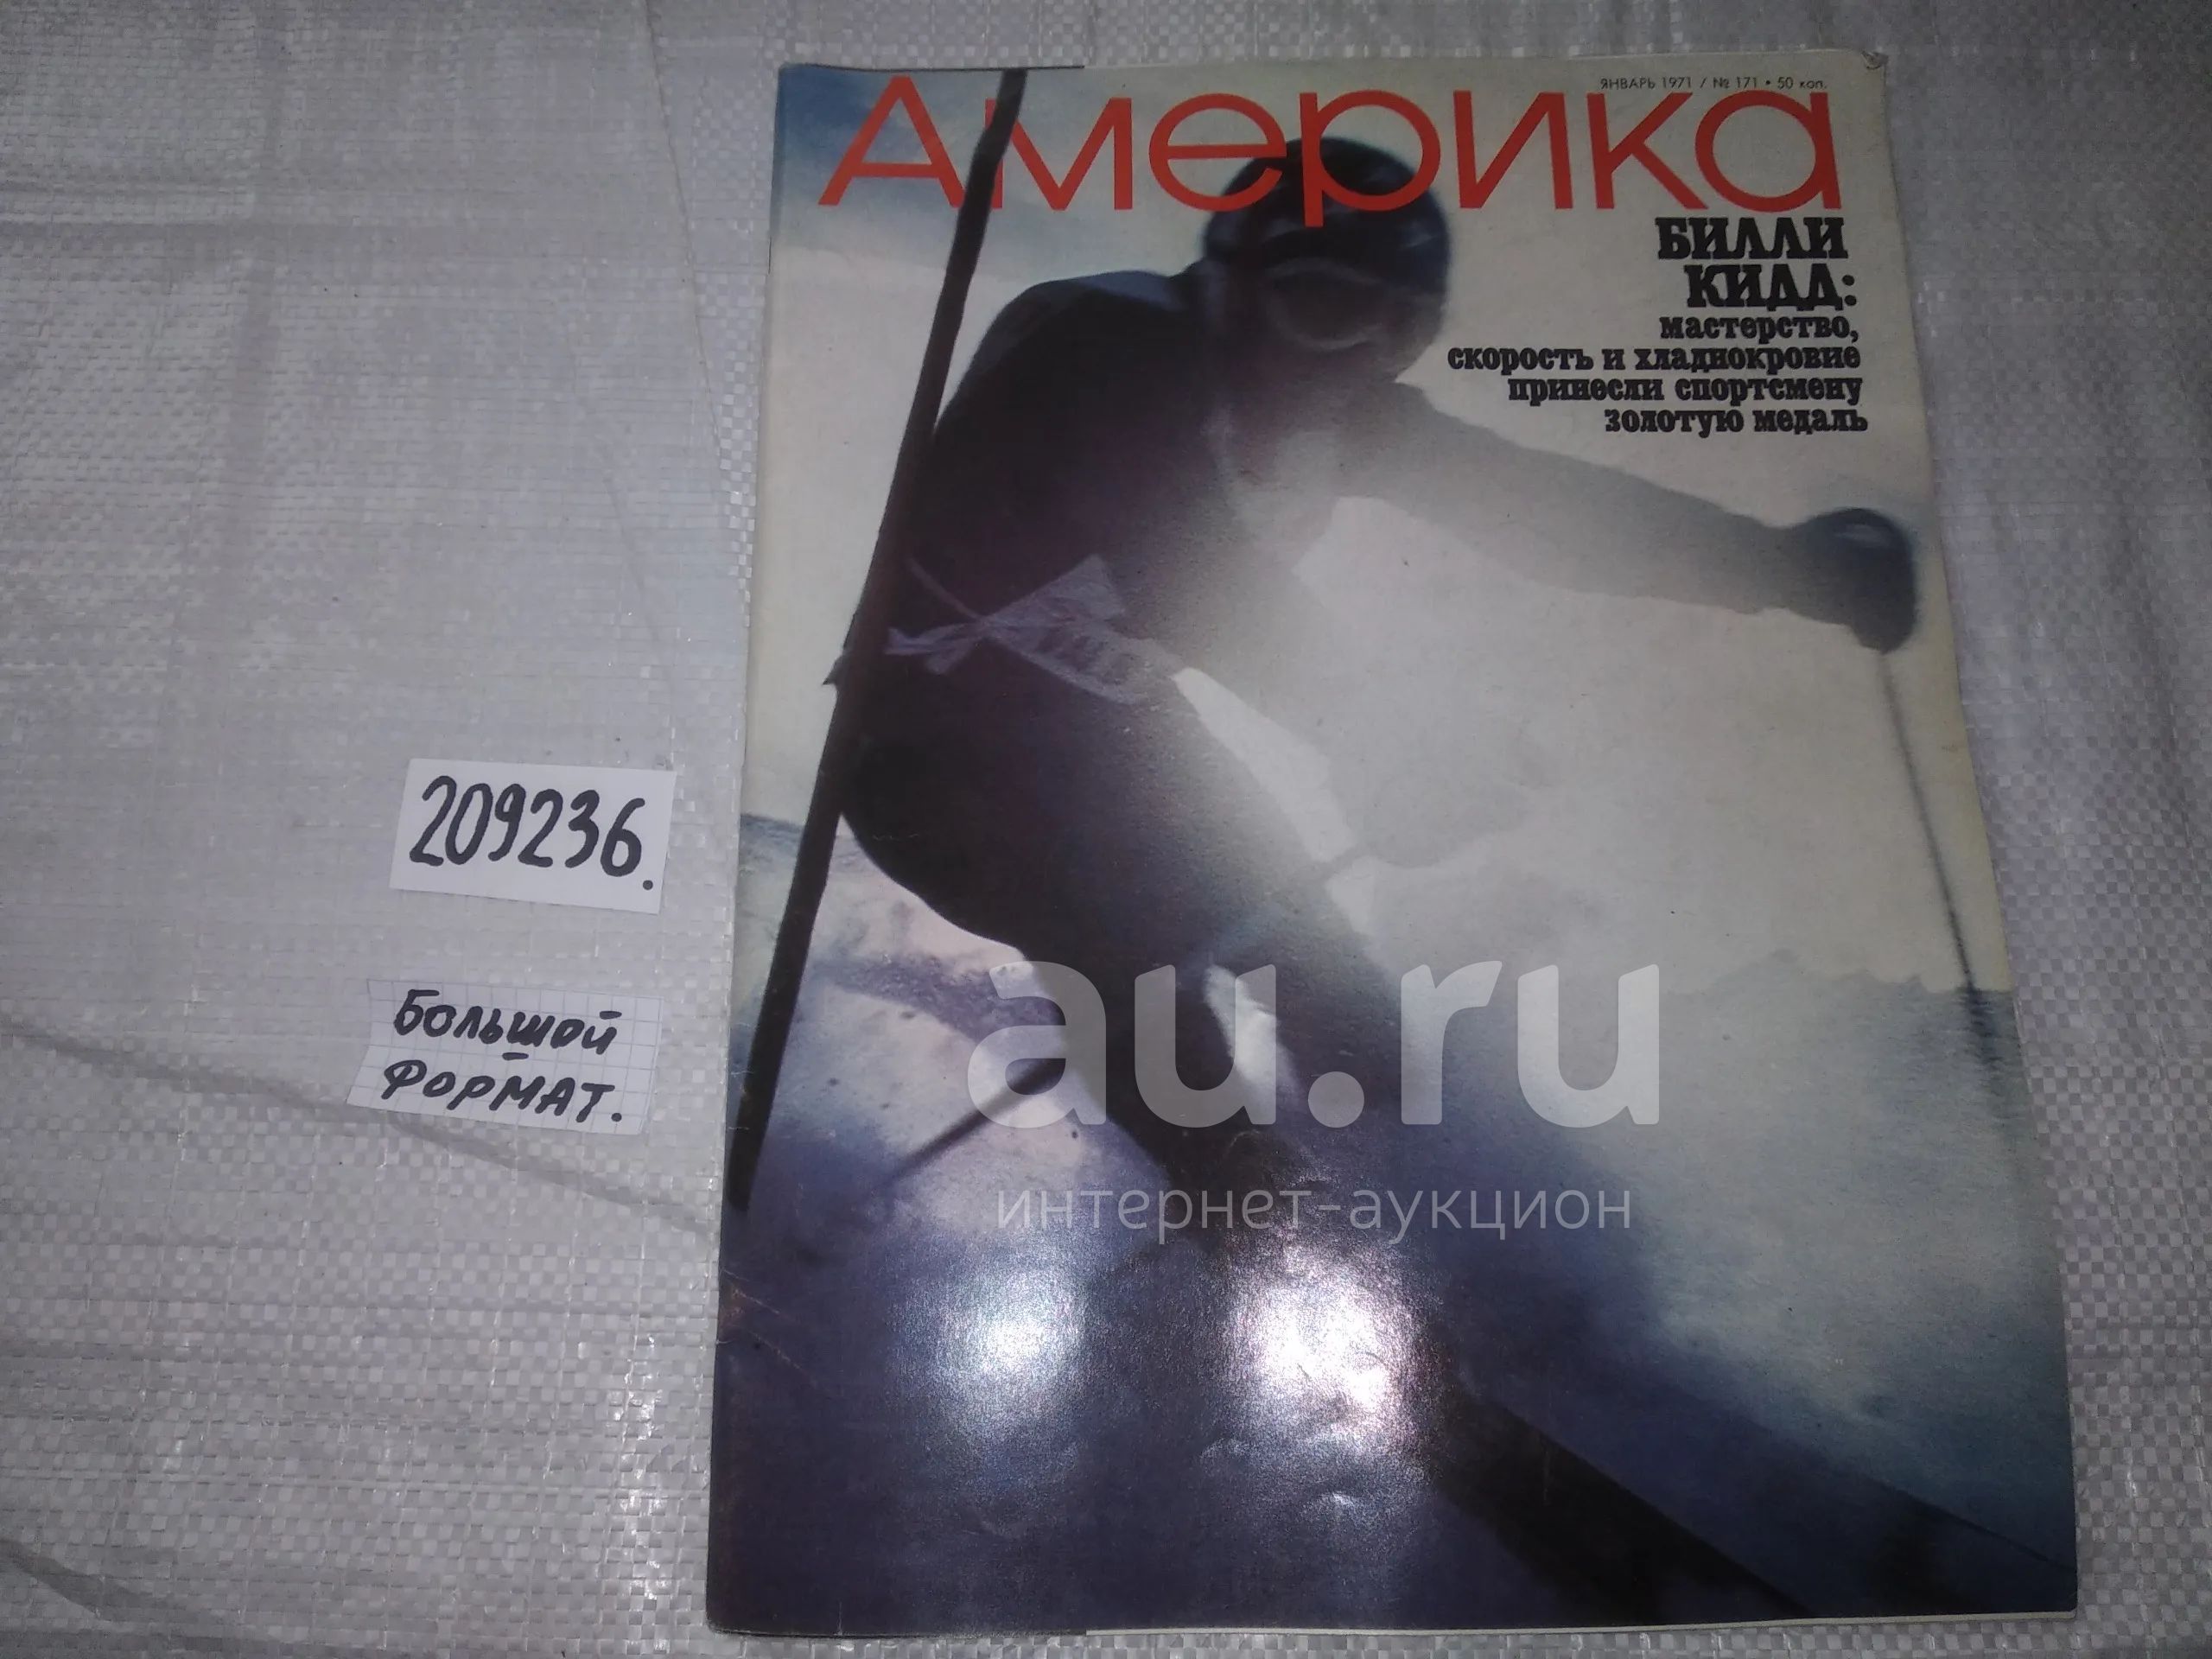 ЯНВАРЬ 1971 / № 171 • 50 коп.
Америка
БИЛЛИ
КИДД:
мастерство,
скорость и хладнокровие
принесли спортсмену
золотую медаль
209236.
Большой
ФОРМАТ.
au.ru
интернет-аукцион